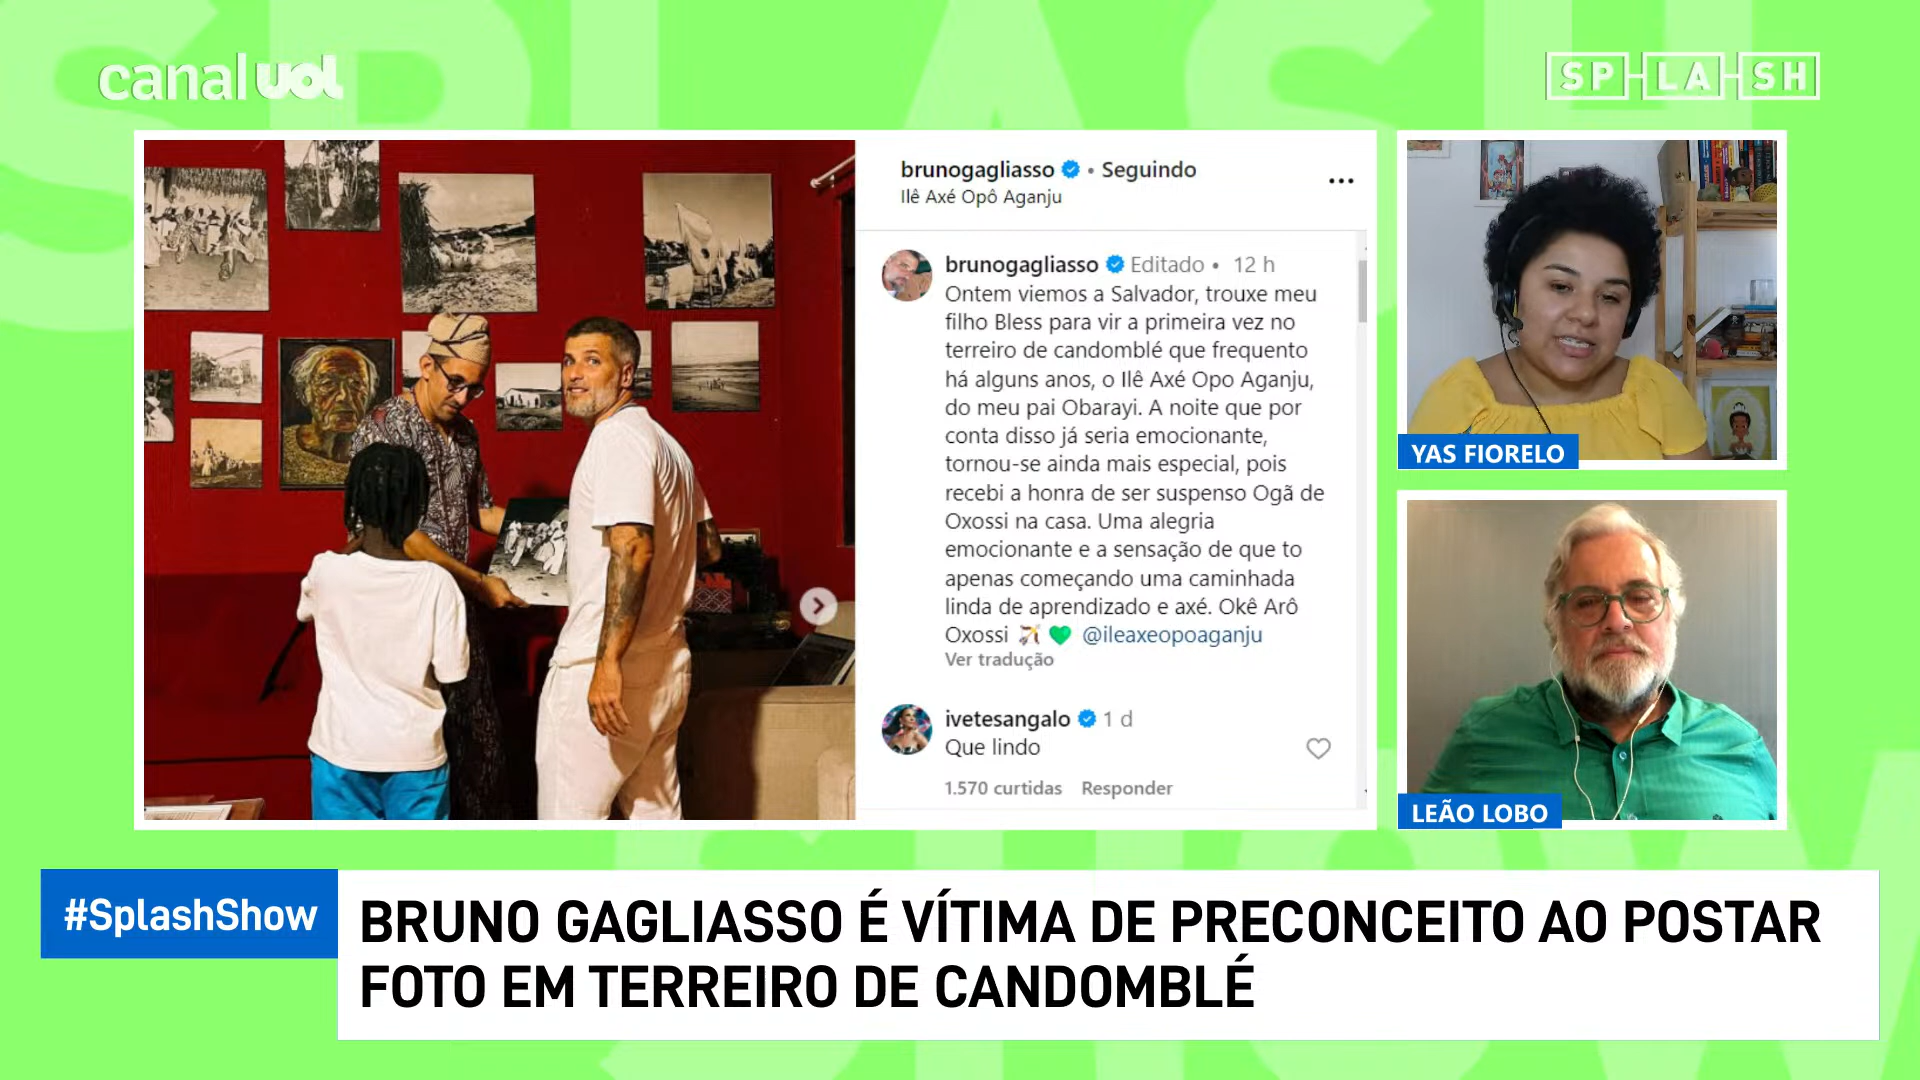 canal uol
SPLASH
brunogagliasso • Seguindo
Ilê Axé Opô Aganju
...
brunogagliasso Editado • 12 h
Ontem viemos a Salvador, trouxe meu
filho Bless para vir a primeira vez no
terreiro de candomblé que frequento
há alguns anos, o Ilê Axé Opo Aganju,
do meu pai Obarayi. A noite que por
conta disso já seria emocionante,
tornou-se ainda mais especial, pois
recebi a honra de ser suspenso Ogã de
Oxossi na casa. Uma alegria
emocionante e a sensação de que to
apenas começando uma caminhada
linda de aprendizado e axé. Okê Arô
Oxossi 🏹 💚 @ileaxeopoaganju
Ver tradução
ivetesangalo 1 d
Que lindo
1.570 curtidas Responder
YAS FIORELO
LEÃO LOBO
#SplashShow
BRUNO GAGLIASSO É VÍTIMA DE PRECONCEITO AO POSTAR
FOTO EM TERREIRO DE CANDOMBLÉ